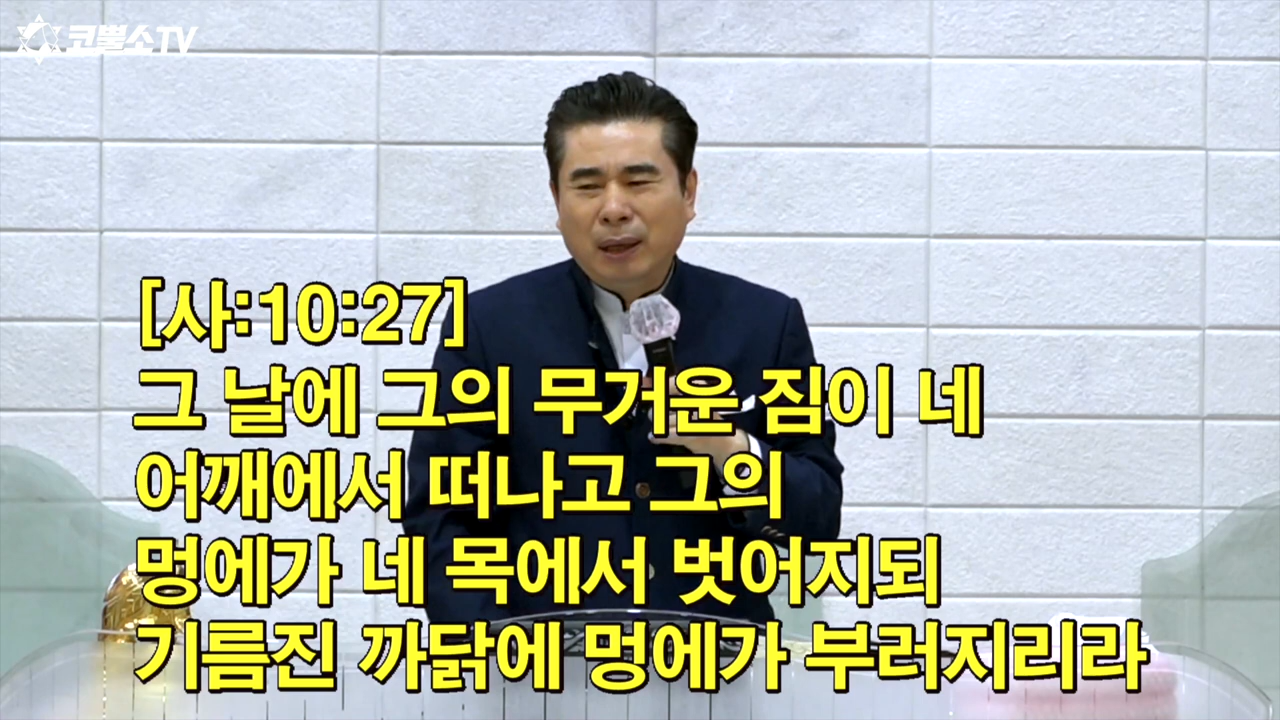 코뿔소TV
[사:10:27]
그 날에 그의 무거운 짐이 네
어깨에서 떠나고 그의
멍에가 네 목에서 벗어지되
기름진 까닭에 멍에가 부러지리라